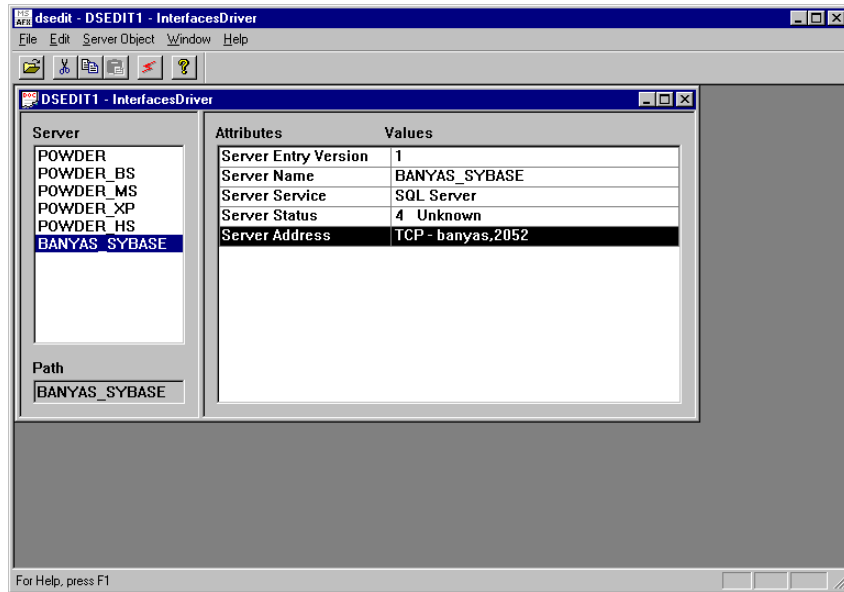 MS AFX dsedit - DSEDIT1 - InterfacesDriver
File Edit Server Object Window Help
DSEDIT1 - InterfacesDriver
Server
POWDER
POWDER_BS
POWDER_MS
POWDER_XP
POWDER_HS
BANYAS_SYBASE
Path
BANYAS_SYBASE
Attributes Values
Server Entry Version 1
Server Name BANYAS_SYBASE
Server Service SQL Server
Server Status 4 Unknown
Server Address TCP - banyas,2052
For Help, press F1